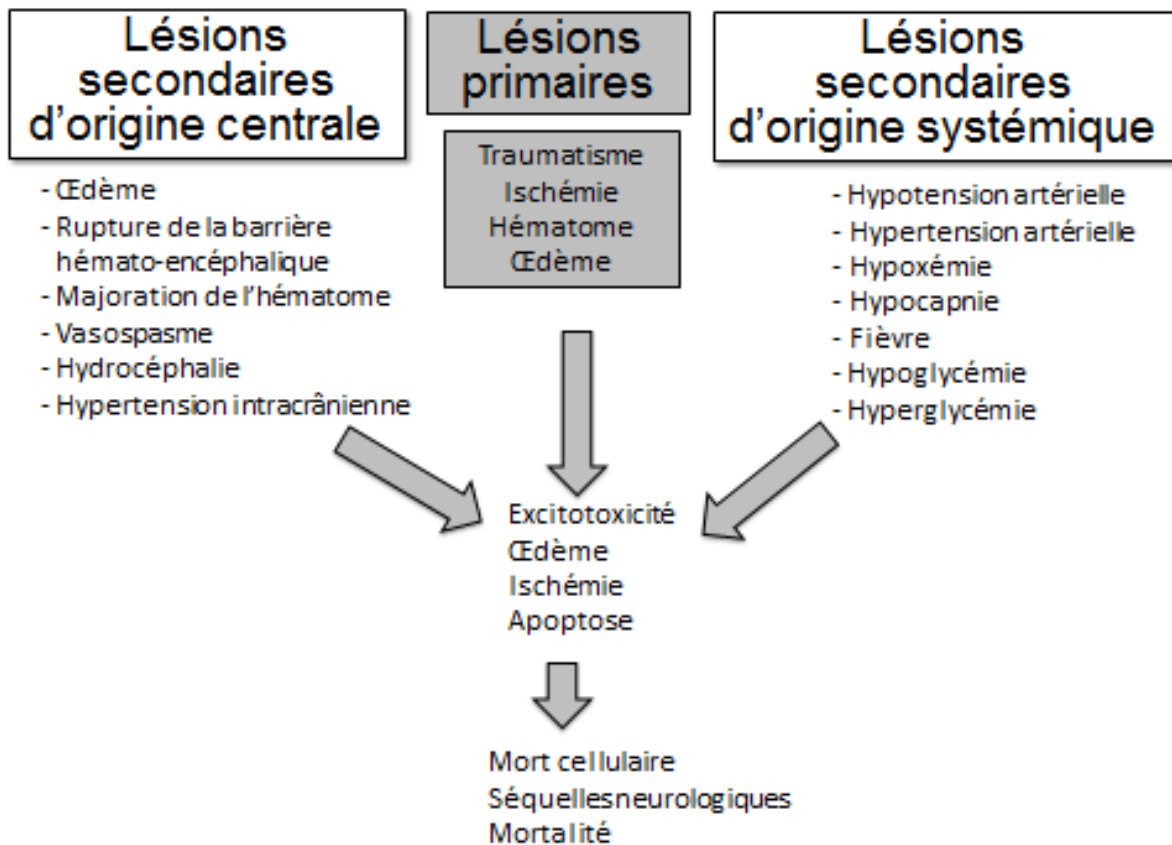 Lésions
secondaires
d'origine centrale
- Œdème
- Rupture de la barrière
hémato-encéphalique
- Majoration de l'hématome
- Vasospasme
- Hydrocéphalie
- Hypertension intracrânienne
Lésions
primaires
Traumatisme
Ischémie
Hématome
Œdème
Lésions
secondaires
d'origine systémique
- Hypotension artérielle
- Hypertension artérielle
- Hypoxémie
- Hypocapnie
- Fièvre
- Hypoglycémie
- Hyperglycémie
Excitotoxicité
Œdème
Ischémie
Apoptose
Mort cellulaire
Séquelles neurologiques
Mortalité